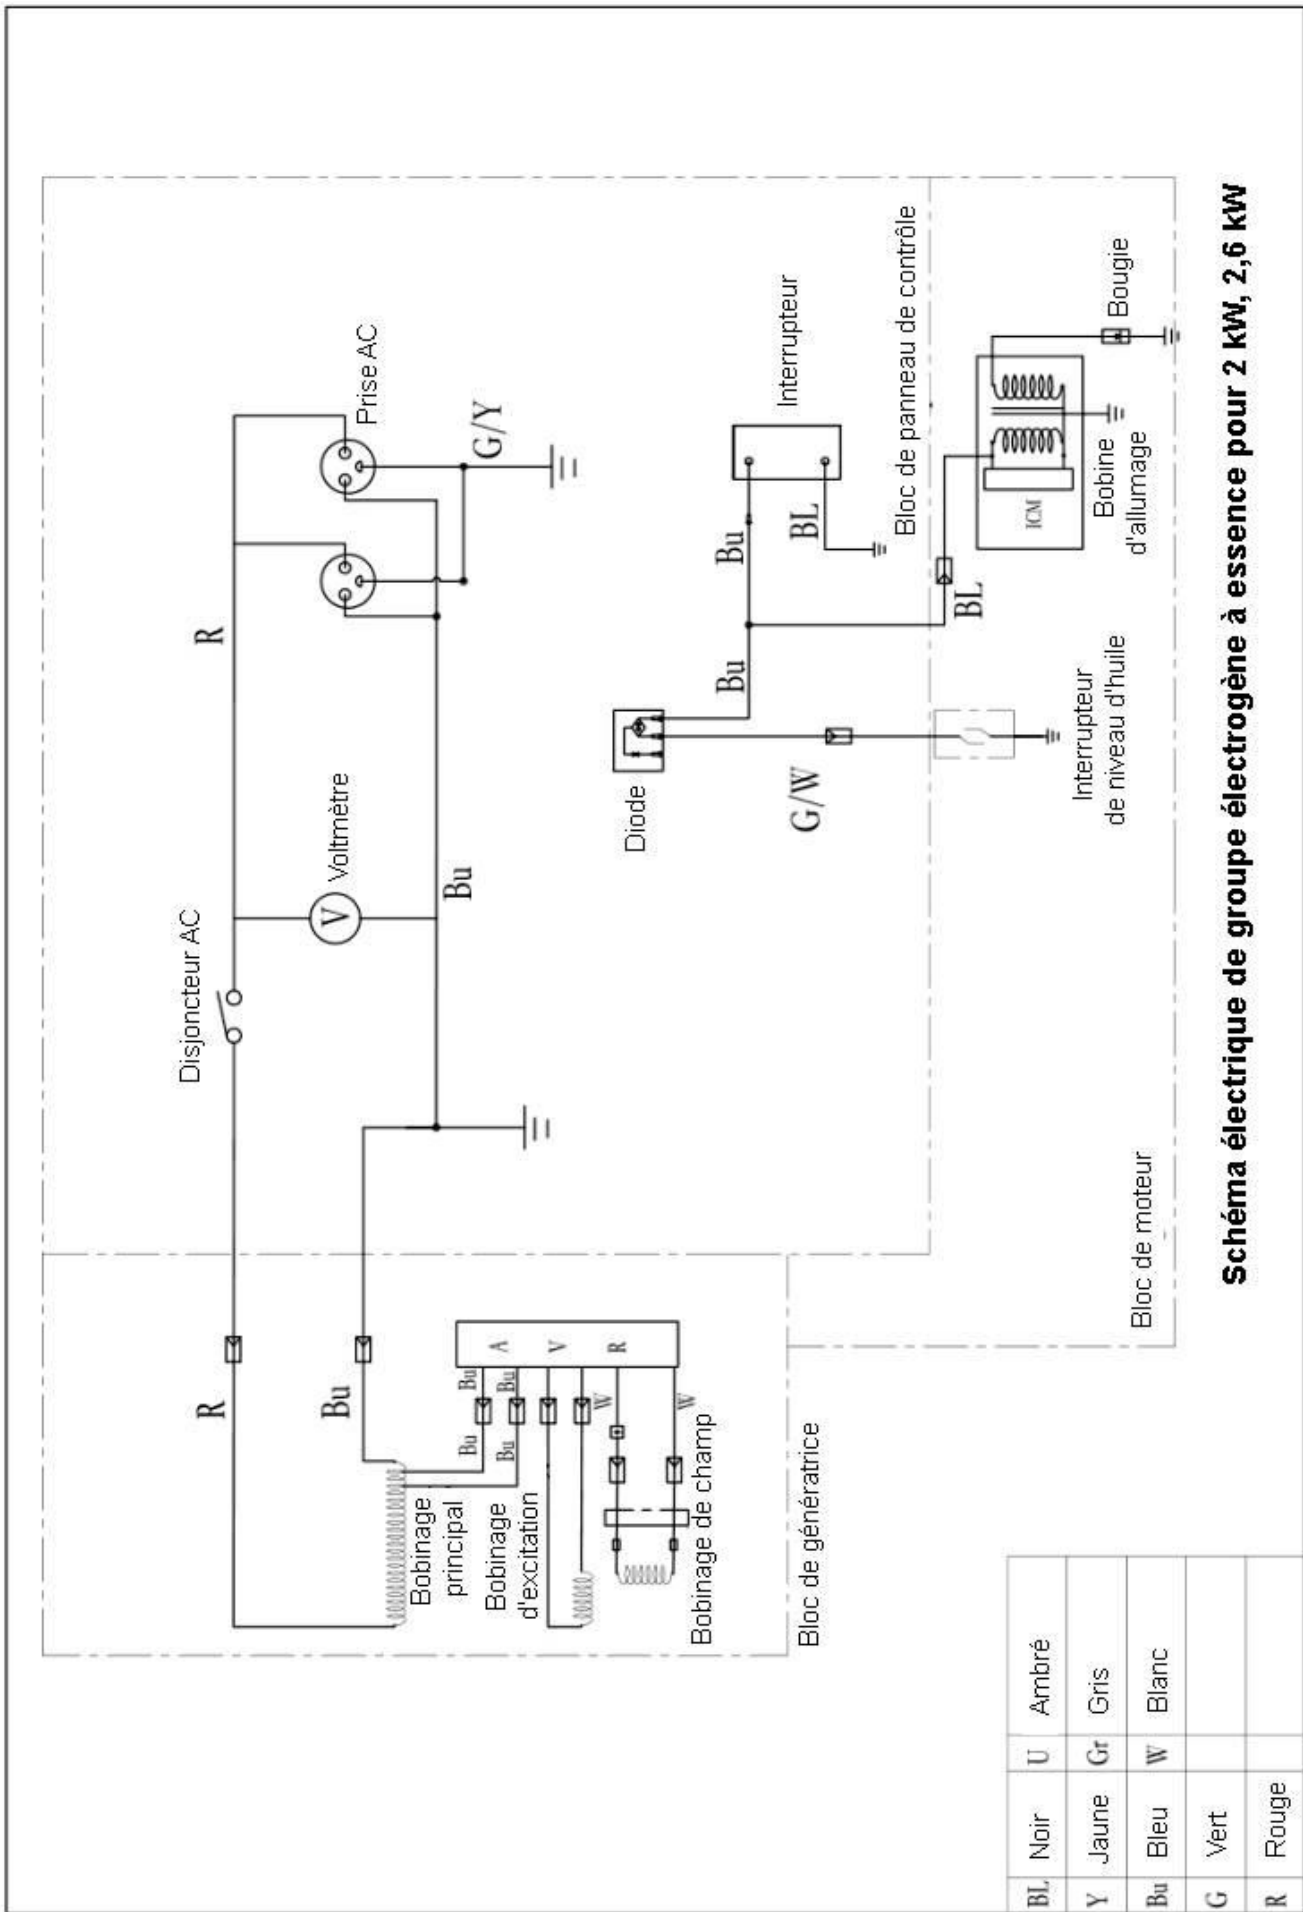 Disjoncteur AC
R
R
Voltmètre
V
Prise AC
Bu
Bu
G/Y
Bobinage
principal
Bobinage
d'excitation
Bobinage de champ
Bu
Bu
Bu
Bu
W
W
A
V
R
Bloc de génératrice
Diode
Bu
Bu
BL
Interrupteur
G/W
Bloc de panneau de contrôle
BL
Interrupteur
de niveau d'huile
ICM
Bobine
d'allumage
Bougie
Bloc de moteur
BL Noir U Ambré
Y Jaune Gr Gris
Bu Bleu W Blanc
G Vert
R Rouge
Schéma électrique de groupe électrogène à essence pour 2 kW, 2,6 kW